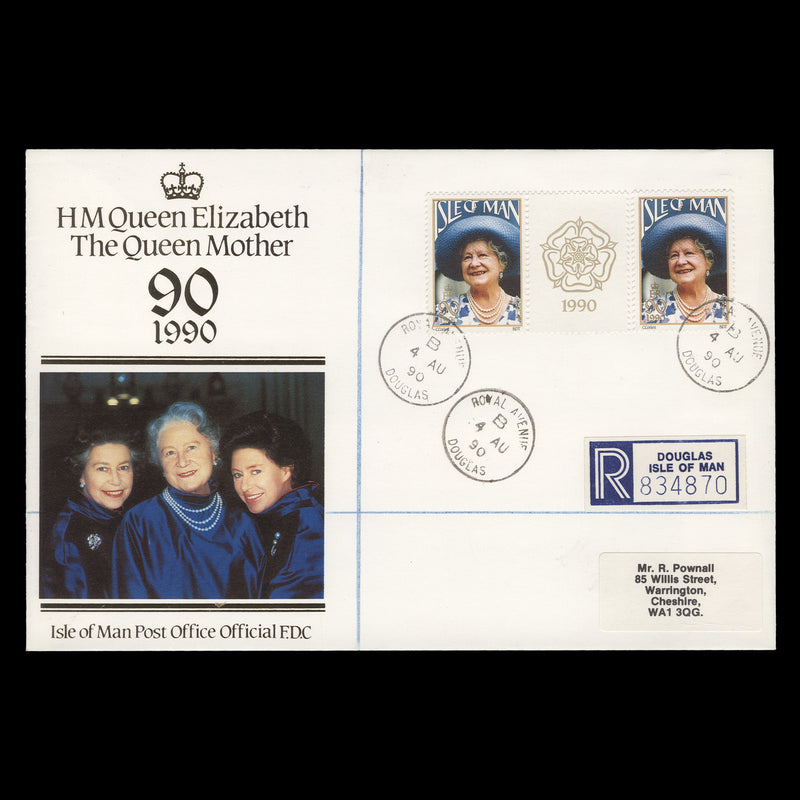 HM Queen Elizabeth
The Queen Mother
90
1990
Isle of Man Post Office Official F.D.C
ISLE OF MAN
1990
ISLE OF MAN
ROYAL AVENUE
B
4 AU
90
DOUGLAS
ROYAL AVENUE
B
4 AU
90
DOUGLAS
AVENUE
B
4 AU
90
DOUGLAS
R
DOUGLAS
ISLE OF MAN
834870
Mr. R. Pownall
85 Willis Street,
Warrington,
Cheshire,
WA1 3QG.